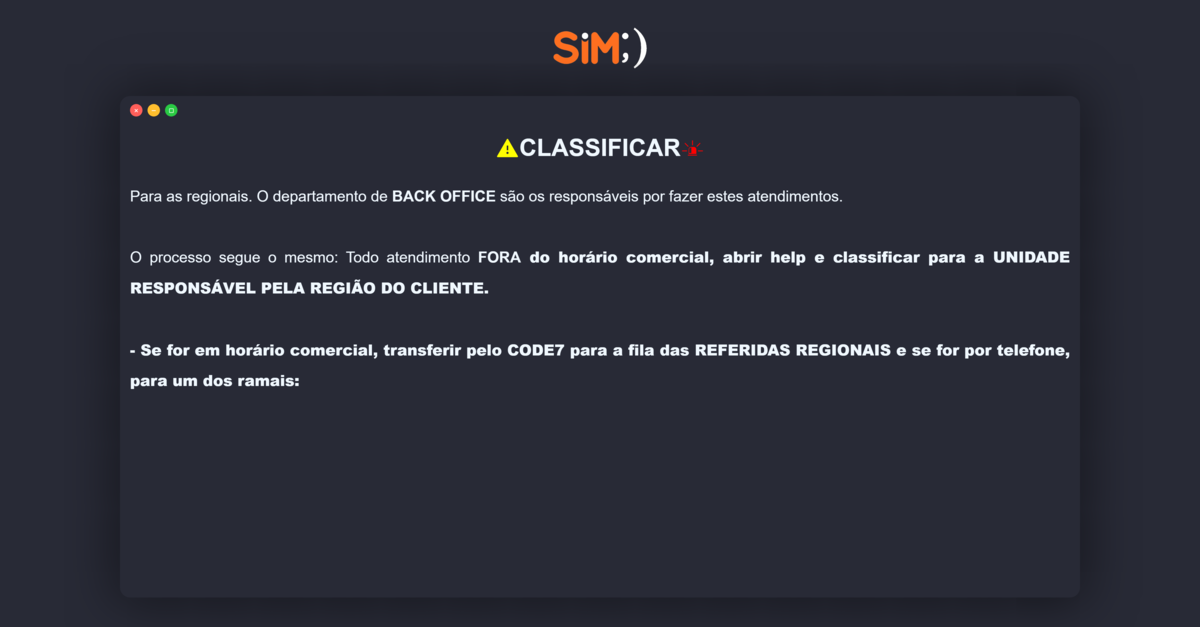 SiM;)
CLASSIFICAR
Para as regionais. O departamento de BACK OFFICE são os responsáveis por fazer estes atendimentos.
O processo segue o mesmo: Todo atendimento FORA do horário comercial, abrir help e classificar para a UNIDADE
RESPONSÁVEL PELA REGIÃO DO CLIENTE.
- Se for em horário comercial, transferir pelo CODE7 para a fila das REFERIDAS REGIONAIS e se for por telefone,
para um dos ramais: